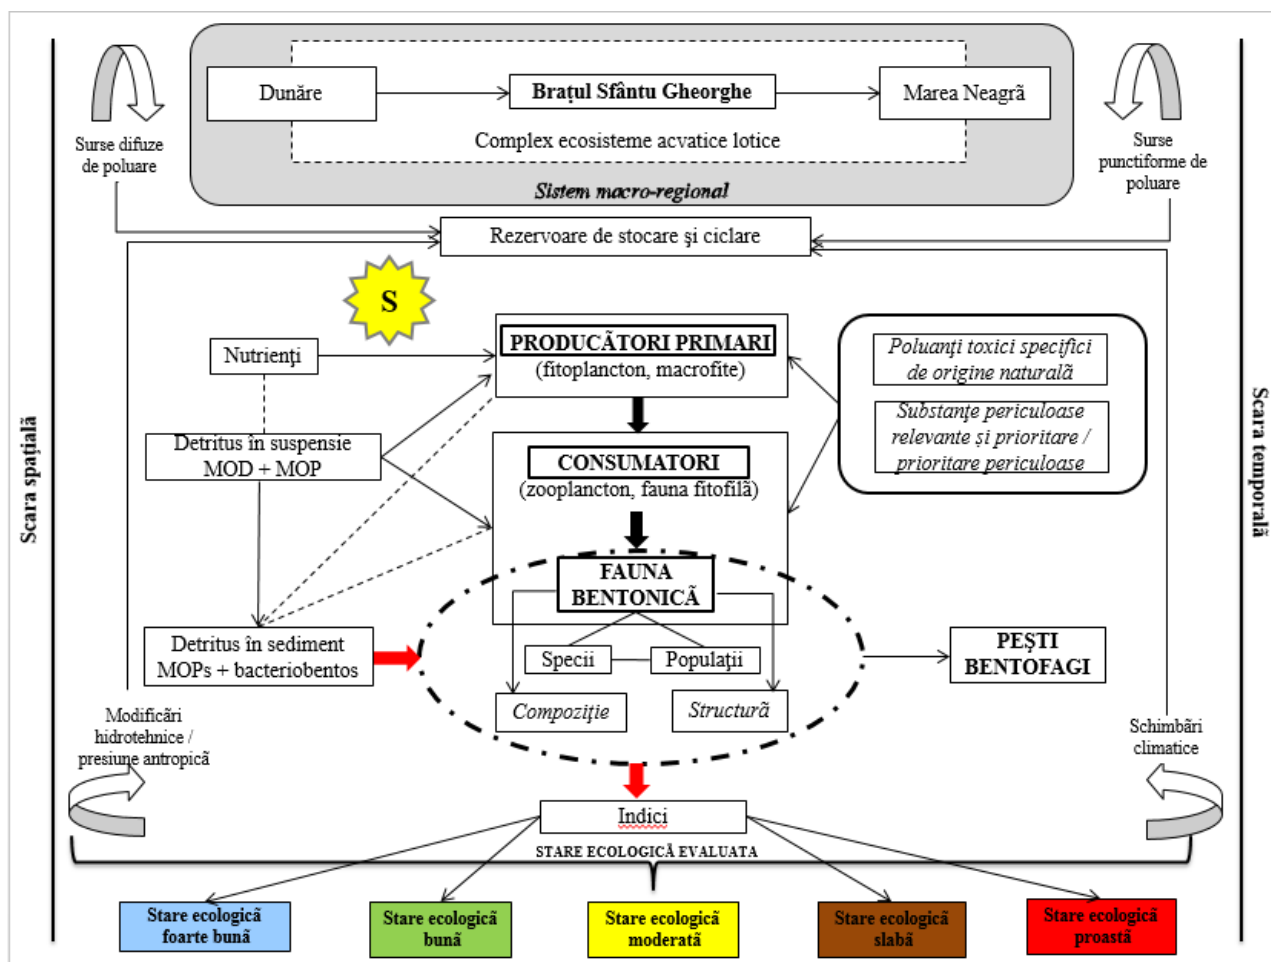 Dunăre
Brațul Sfântu Gheorghe
Marea Neagră
Complex ecosisteme acvatice lotice
Sistem macro-regional
Surse difuze
de poluare
Surse
punctiforme de
poluare
Rezervoare de stocare și ciclare
S
Nutrienți
PRODUCĂTORI PRIMARI
(fitoplancton, macrofite)
Poluanți toxici specifici
de origine naturală
Substanțe periculoase
relevante și prioritare /
prioritare periculoase
Detritus în suspensie
MOD + MOP
CONSUMATORI
(zooplancton, fauna fitofilă)
Scara spațială
Scara temporală
FAUNA
BENTONICĂ
Detritus în sediment
MOPs + bacteriobentos
Specii
Populații
PEȘTI
BENTOFAGI
Compoziție
Structură
Modificări
hidrotehnice /
presiune antropică
Schimbări
climatice
Indici
STARE ECOLOGICĂ EVALUATA
Stare ecologică
foarte bună
Stare ecologică
bună
Stare ecologică
moderată
Stare ecologică
slabă
Stare ecologică
proastă